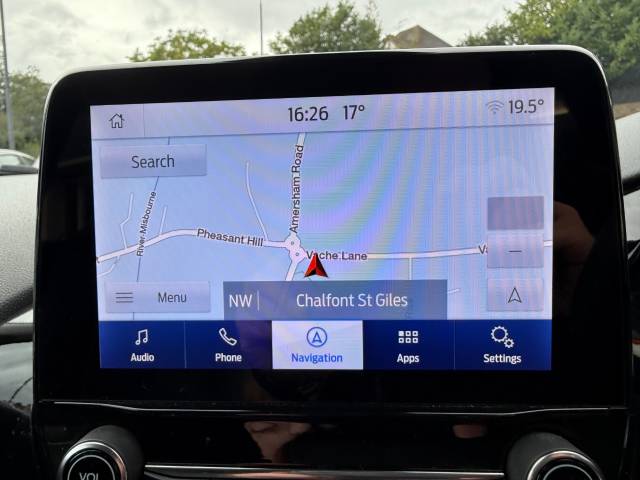 16:26 17° 19.5°
Search
Amersham Road
River Misbourne
Pheasant Hill
Vache Lane
Menu
NW Chalfont St Giles
Audio Phone Navigation Apps Settings
VOL